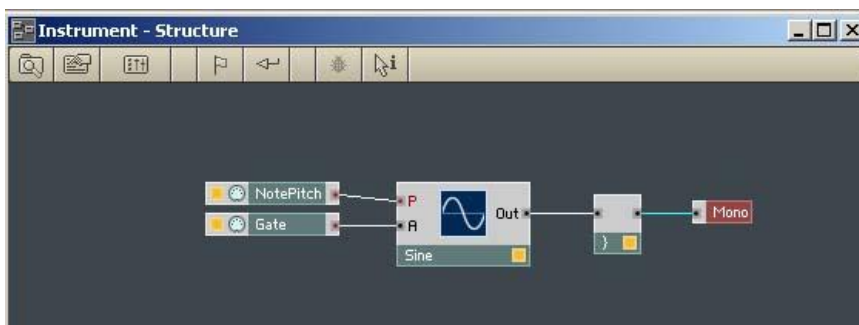 Instrument - Structure
NotePitch
Gate
P
A
Out
Sine
}
Mono